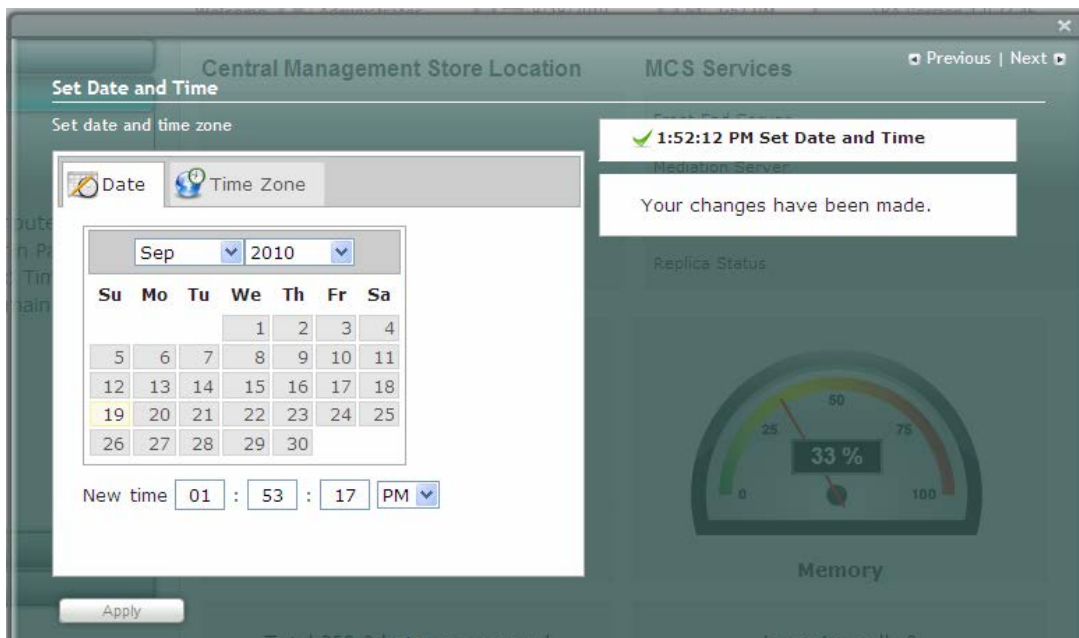 Central Management Store Location
MCS Services
Previous | Next
Set Date and Time
Set date and time zone
Front End Server
1:52:12 PM Set Date and Time
Mediation Server
Your changes have been made.
Replica Status
Date
Time Zone
Sep 2010
Su Mo Tu We Th Fr Sa
1 2 3 4
5 6 7 8 9 10 11
12 13 14 15 16 17 18
19 20 21 22 23 24 25
26 27 28 29 30
New time 01 : 53 : 17 PM
0 25 50 75 100
33 %
Memory
Apply